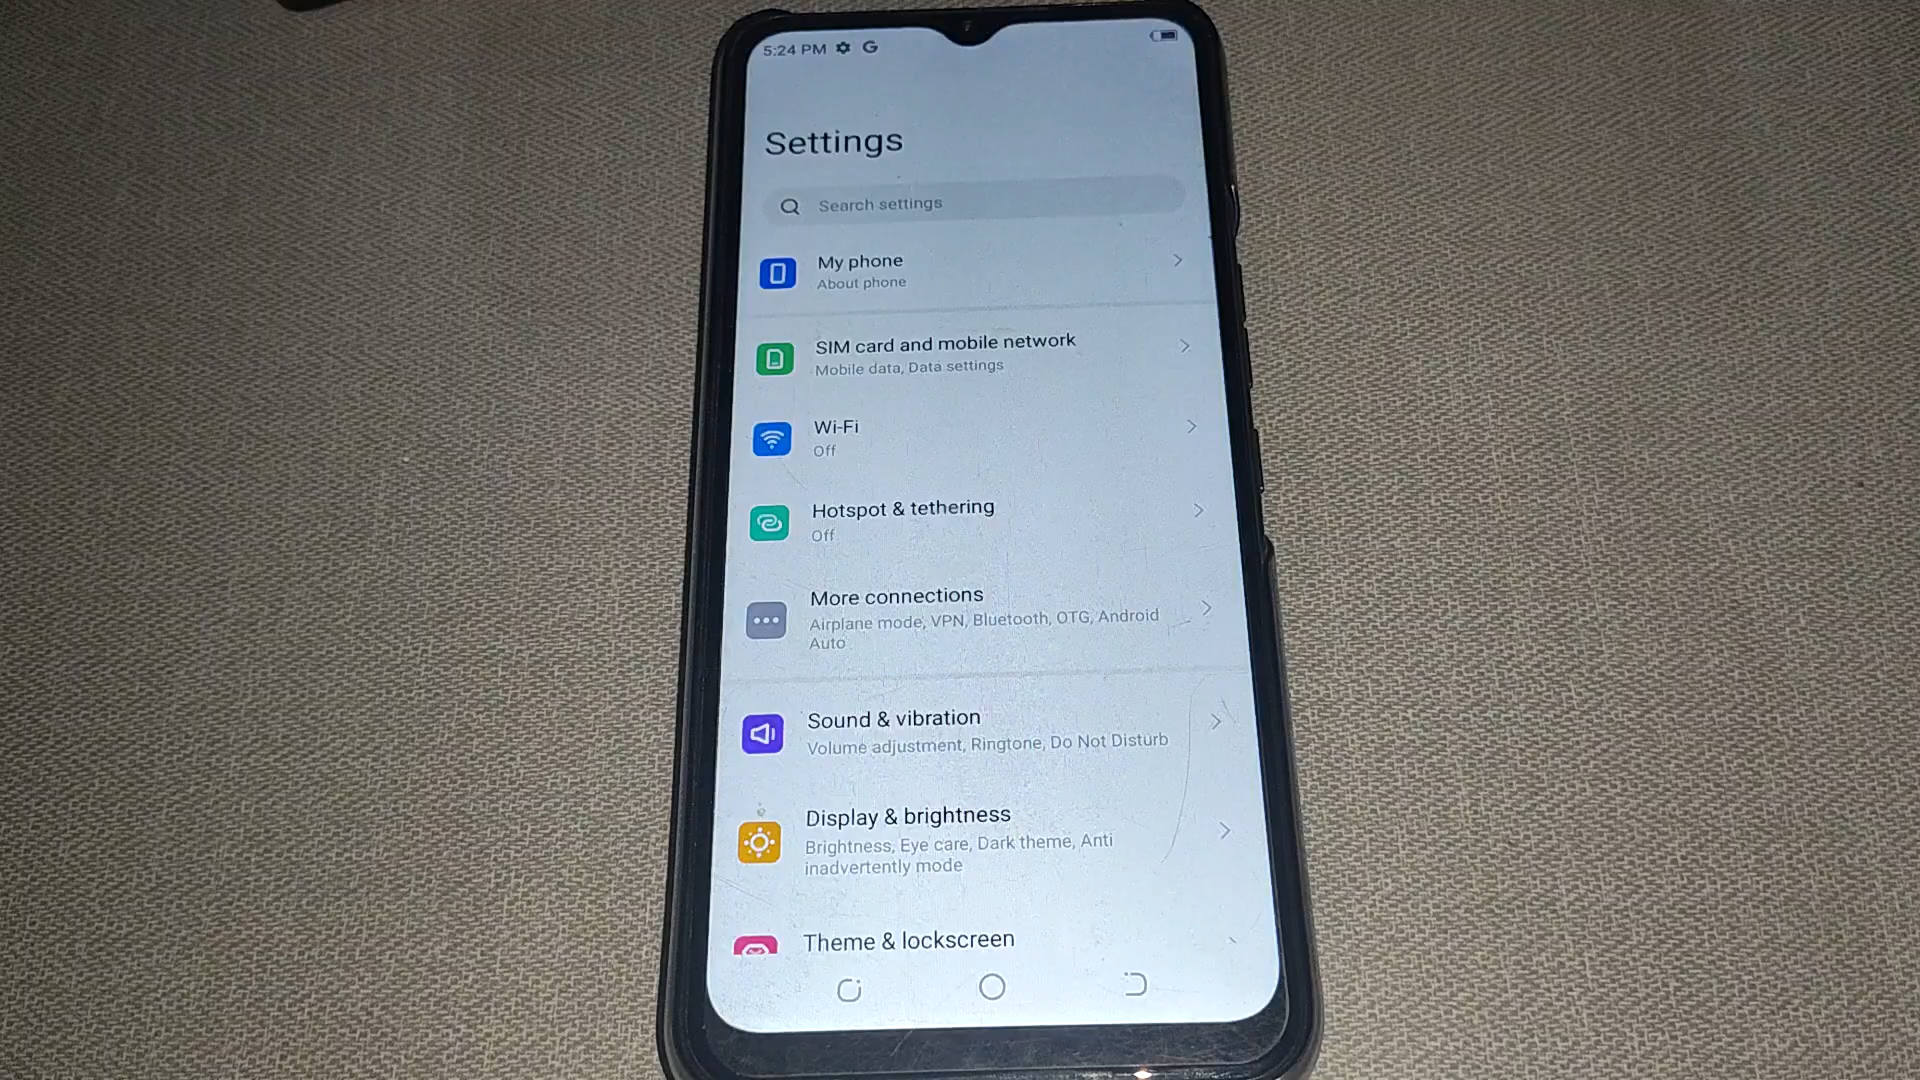 5:24 PM G
Settings
Search settings
My phone
About phone
SIM card and mobile network
Mobile data, Data settings
Wi-Fi
Off
Hotspot & tethering
Off
More connections
Airplane mode, VPN, Bluetooth, OTG, Android
Auto
Sound & vibration
Volume adjustment, Ringtone, Do Not Disturb
Display & brightness
Brightness, Eye care, Dark theme, Anti
inadvertently mode
Theme & lockscreen